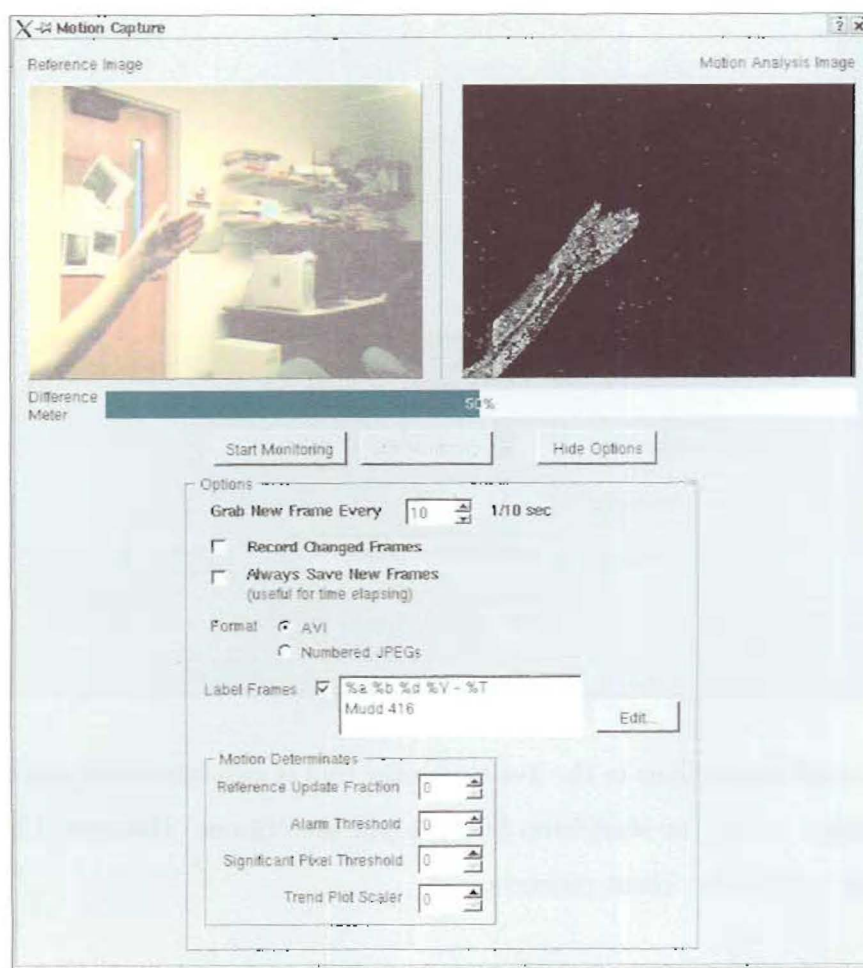 Motion Capture
Reference Image
Motion Analysis Image
Difference Meter
50%
Start Monitoring
Hide Options
Options
Grab New Frame Every 10 1/10 sec
Record Changed Frames
Always Save New Frames
(useful for time elapsing)
Format AVI
Numbered JPEGs
Label Frames %a %b %d %Y - %T
Mudd 416
Edit...
Motion Determinates
Reference Update Fraction 0
Alarm Threshold 0
Significant Pixel Threshold 0
Trend Plot Scaler 0